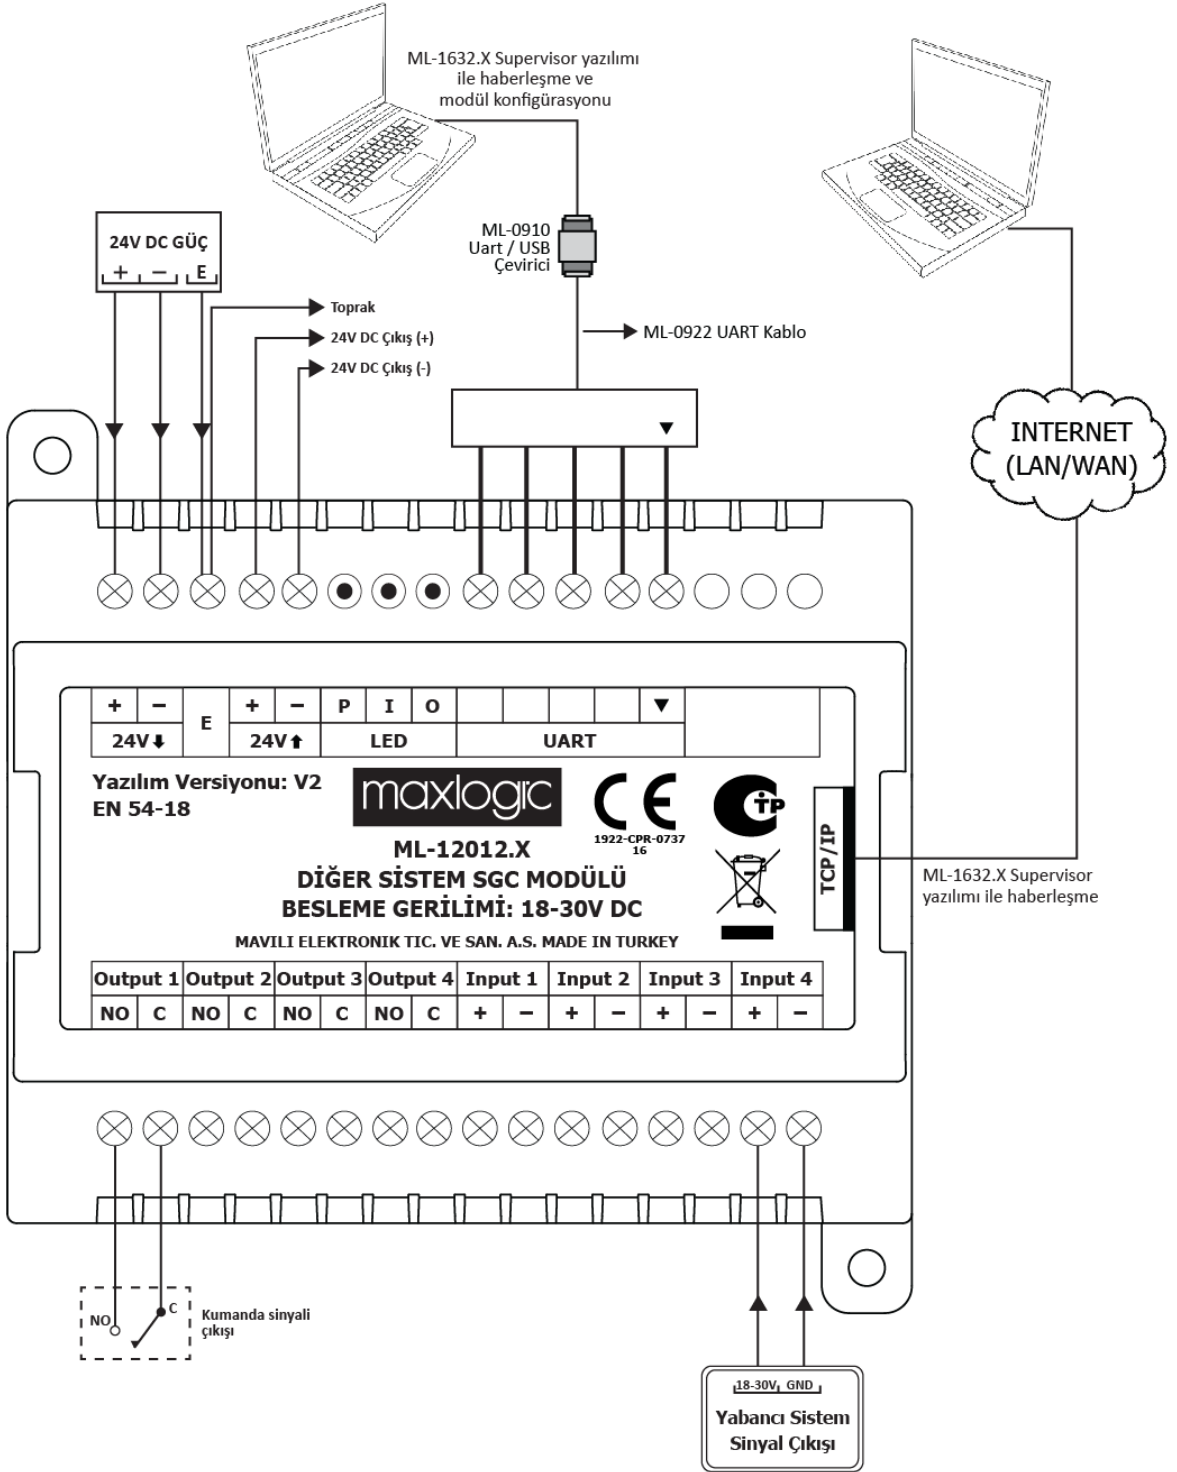 ML-1632.X Supervisor yazılımı
ile haberleşme ve
modül konfigürasyonu
ML-0910
Uart / USB
Çevirici
24V DC GÜÇ
+ − E
Toprak
24V DC Çıkış (+)
24V DC Çıkış (-)
ML-0922 UART Kablo
▼
INTERNET
(LAN/WAN)
+ − E + − P I O ▼
24V⬇ 24V⬆ LED UART
Yazılım Versiyonu: V2
EN 54-18
maxlogic
CE
1922-CPR-0737
16
CTP
ML-12012.X
DİĞER SİSTEM SGC MODÜLÜ
BESLEME GERİLİMİ: 18-30V DC
MAVILI ELEKTRONIK TIC. VE SAN. A.S. MADE IN TURKEY
TCP/IP
ML-1632.X Supervisor
yazılımı ile haberleşme
Output 1 Output 2 Output 3 Output 4 Input 1 Input 2 Input 3 Input 4
NO C NO C NO C NO C + − + − + − + −
NO C
Kumanda sinyali
çıkışı
18-30V GND
Yabancı Sistem
Sinyal Çıkışı